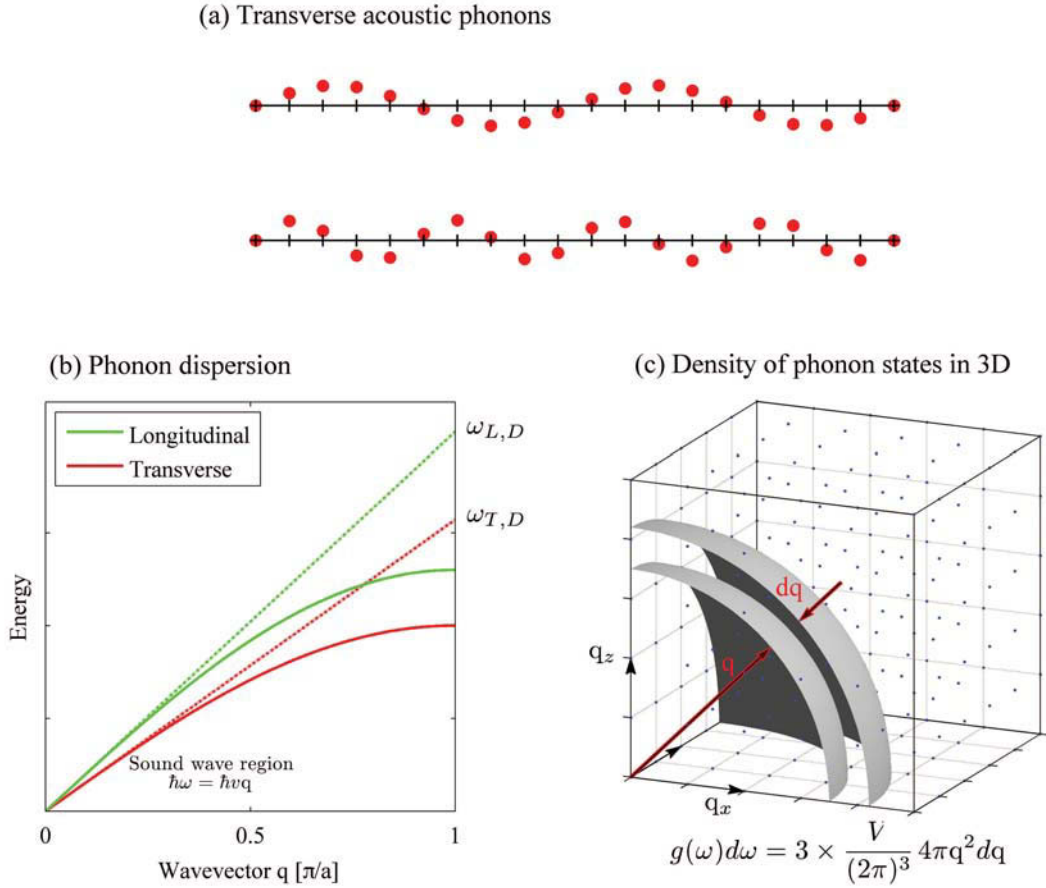 (a) Transverse acoustic phonons
(b) Phonon dispersion
Longitudinal
Transverse
ω_{L,D}
ω_{T,D}
Energy
Sound wave region
ħω = ħvq
0
0.5
1
Wavevector q [π/a]
(c) Density of phonon states in 3D
dq
q
q_z
q_x
g(ω)dω = 3 × \frac{V}{(2π)^3} 4πq^2dq